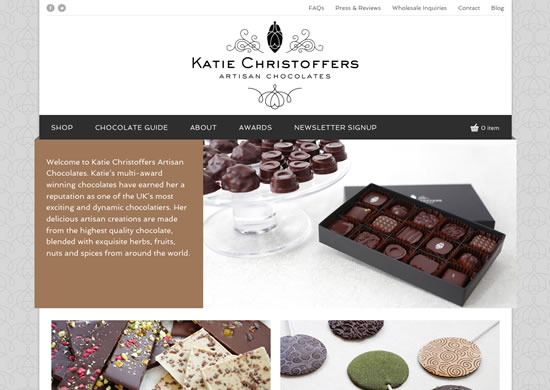 FAQs Press & Reviews Wholesale Inquiries Contact Blog
KATIE CHRISTOFFERS
ARTISAN CHOCOLATES
SHOP CHOCOLATE GUIDE ABOUT AWARDS NEWSLETTER SIGNUP 0 item
Welcome to Katie Christoffers Artisan
Chocolates. Katie's multi-award
winning chocolates have earned her a
reputation as one of the UK's most
exciting and dynamic chocolatiers. Her
delicious artisan creations are made
from the highest quality chocolate,
blended with exquisite herbs, fruits,
nuts and spices from around the world.